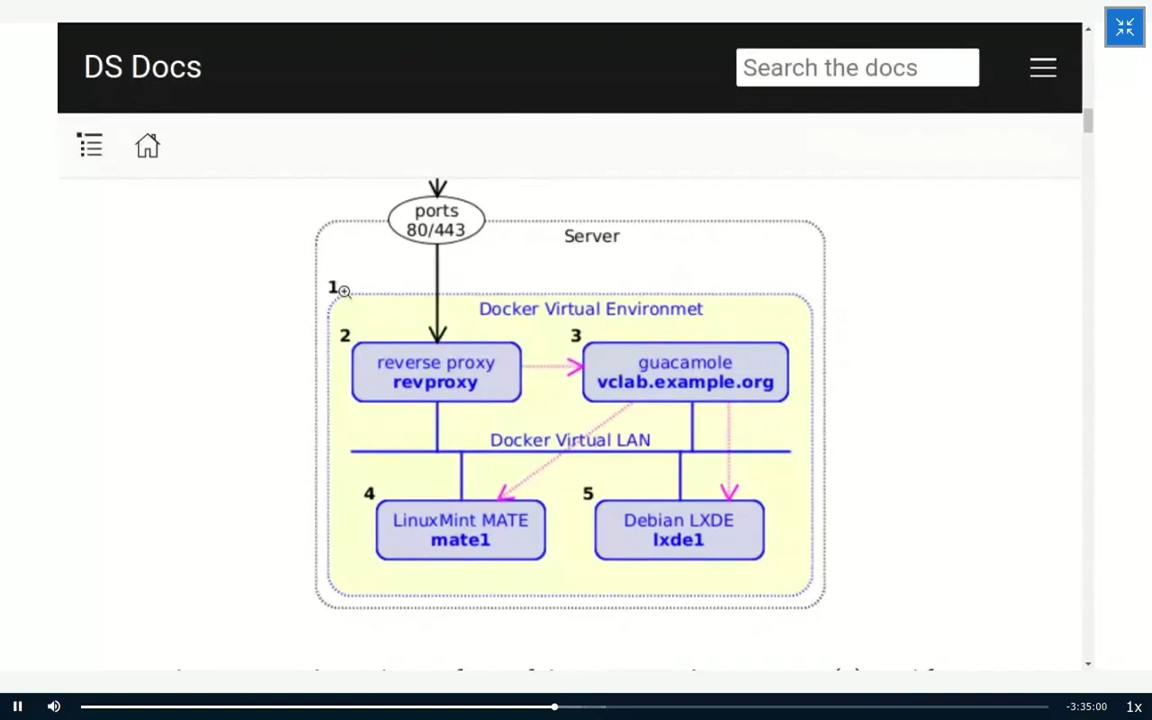 DS Docs
Search the docs
ports
80/443
Server
1
Docker Virtual Environmet
2
3
reverse proxy
revproxy
guacamole
vclab.example.org
Docker Virtual LAN
4
5
LinuxMint MATE
mate1
Debian LXDE
lxde1
-3:35:00
1x